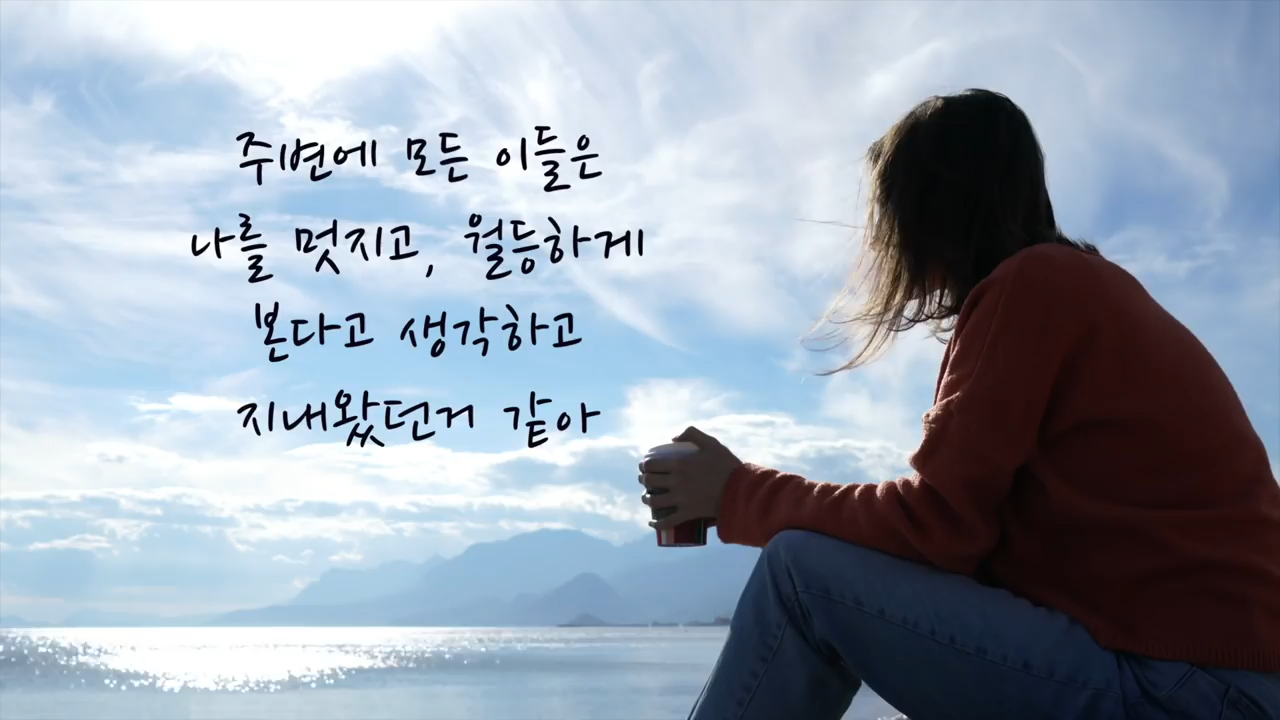 주변에 모든 이들은
나를 멋지고, 월등하게
본다고 생각하고
지내왔던거 같아